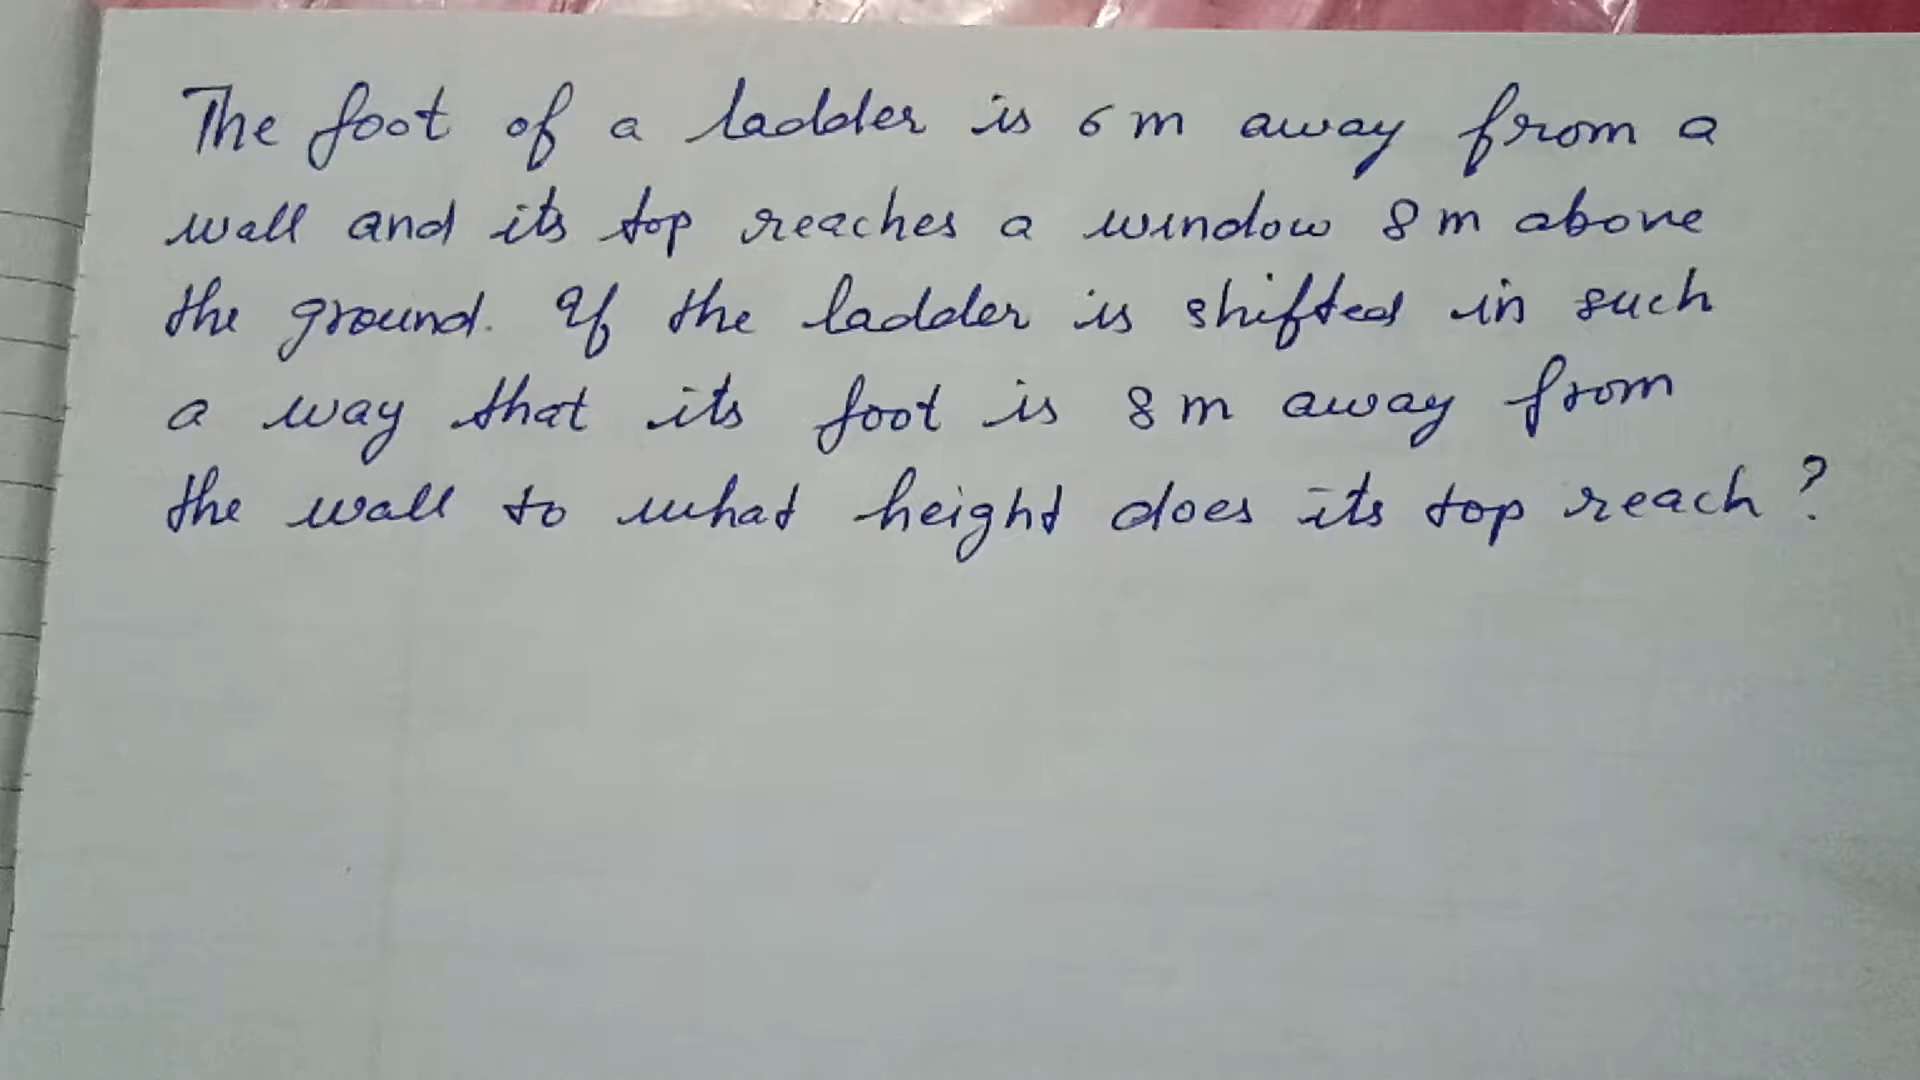 The foot of a ladder is 6 m away from a
wall and its top reaches a window 8 m above
the ground. If the ladder is shifted in such
a way that its foot is 8 m away from
the wall to what height does its top reach?